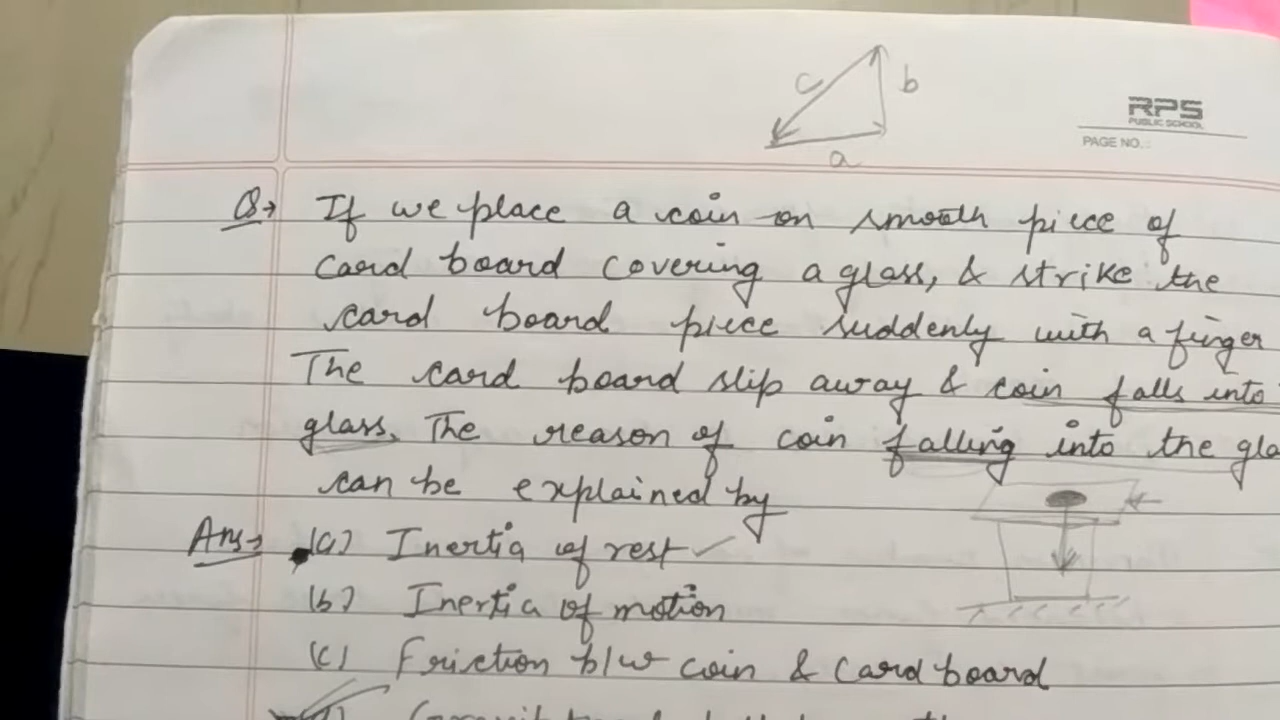 c
b
a
RPS
PUBLIC SCHOOL
PAGE NO.:
Q→ If we place a coin on smooth piece of
card board covering a glass, & strike the
card board piece suddenly with a finger
The card board slip away & coin falls into
glass. The reason of coin falling into the gla
can be explained by
Ans→ (a) Inertia of rest ✓
(b) Inertia of motion
(c) Friction b/w coin & card board